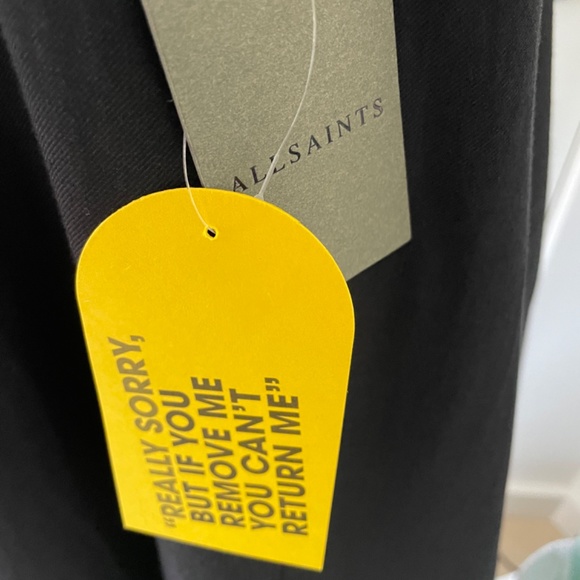 ALLSAINTS
"REALLY SORRY,
BUT IF YOU
REMOVE ME
YOU CAN'T
RETURN ME"